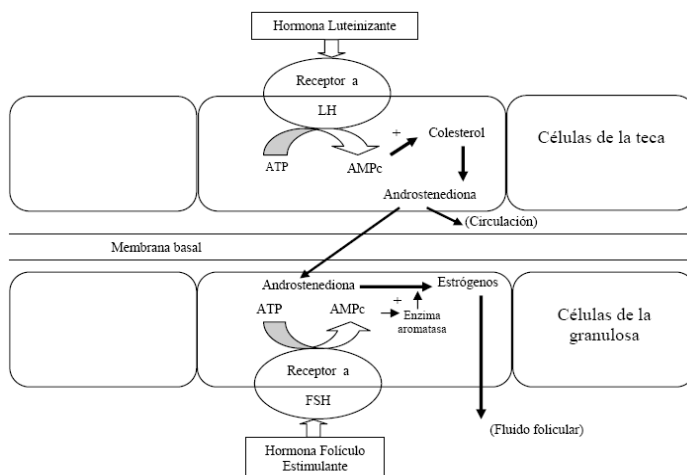 Hormona Luteinizante
Receptor a
LH
ATP
AMPc
+
Colesterol
Células de la teca
Androstenediona
(Circulación)
Membrana basal
Androstenediona
Estrógenos
ATP
AMPc
+
Enzima
aromatasa
Células de la
granulosa
Receptor a
FSH
(Fluido folicular)
Hormona Folículo
Estimulante